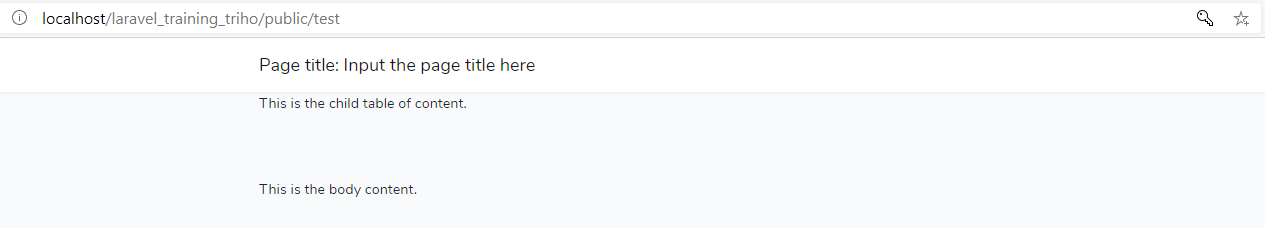 localhost/laravel_training_triho/public/test
Page title: Input the page title here
This is the child table of content.
This is the body content.